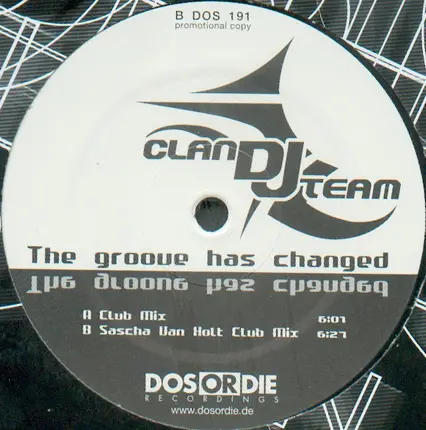 B DOS 191
promotional copy
CLAN DJ TEAM
The groove has changed
The groove has changed
A Club Mix 6:07
B Sascha Van Holt Club Mix 6:27
DOS OR DIE
RECORDINGS
www.dosordie.de